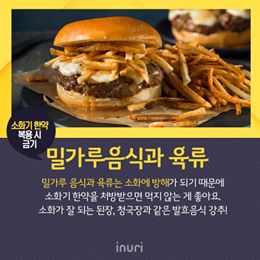 소화기 한약
복용 시
금기
밀가루음식과 육류
밀가루 음식과 육류는 소화에 방해가 되기 때문에
소화기 한약을 처방받으면 먹지 않는 게 좋아요.
소화가 잘 되는 된장, 청국장과 같은 발효음식 강추!
inuri